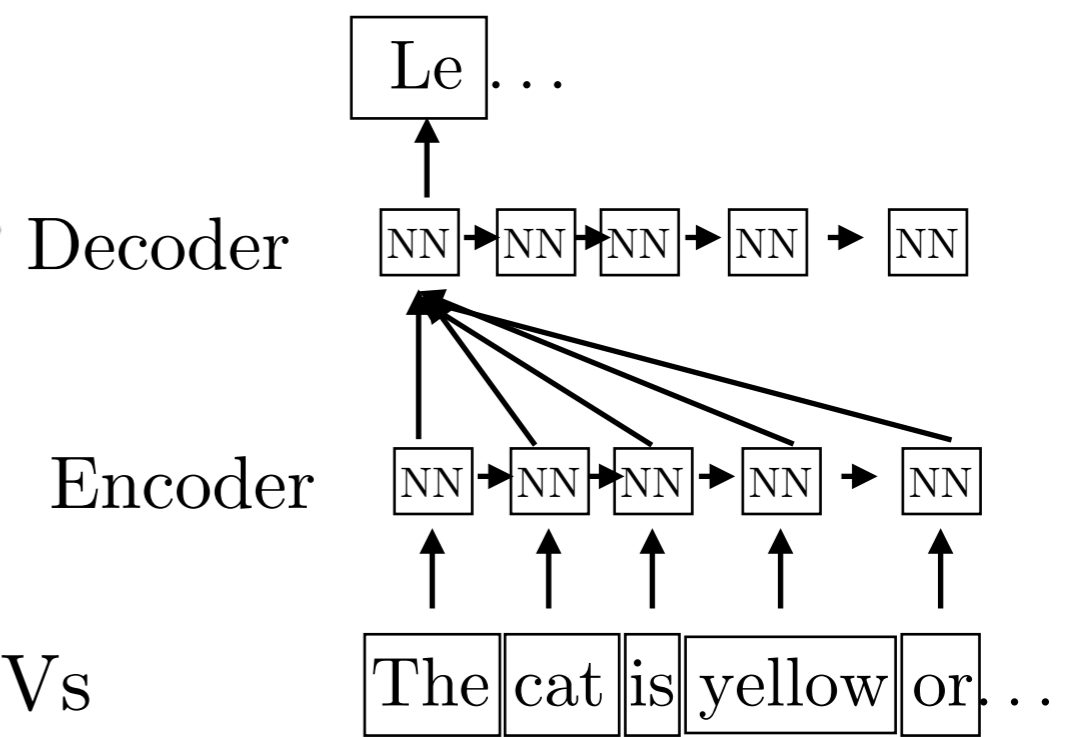 Le ...
Decoder NN NN NN NN NN
Encoder NN NN NN NN NN
Vs The cat is yellow or...